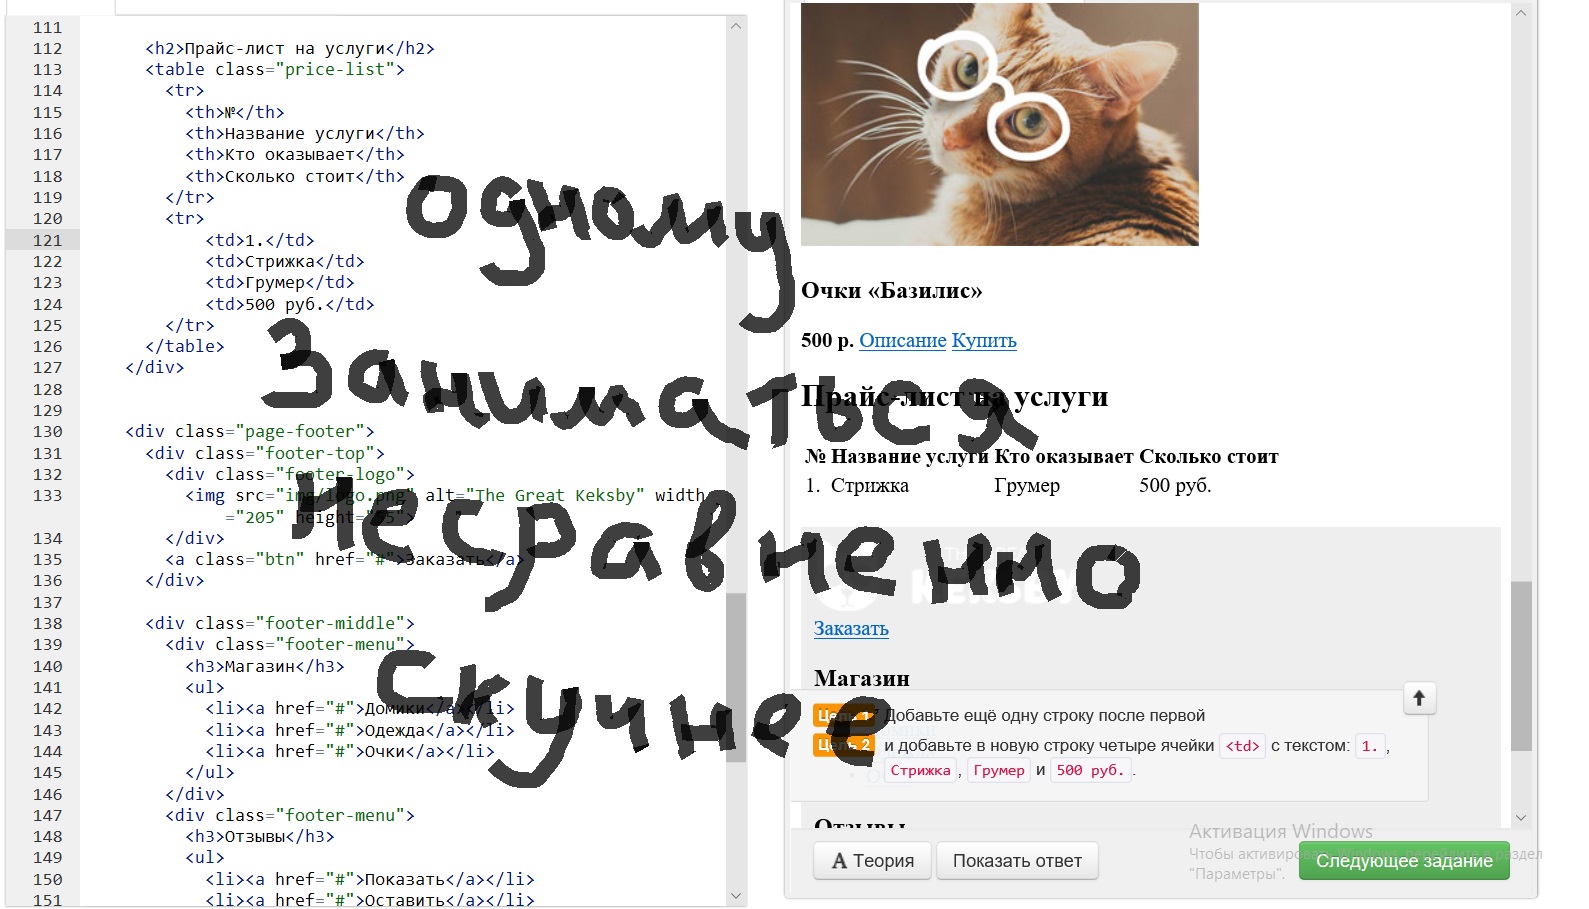 111
112 <h2>Прайс-лист на услуги</h2>
113 <table class="price-list">
114 <tr>
115 <th>№</th>
116 <th>Название услуги</th>
117 <th>Кто оказывает</th>
118 <th>Сколько стоит</th>
119 </tr>
120 <tr>
121 <td>1.</td>
122 <td>Стрижка</td>
123 <td>Грумер</td>
124 <td>500 руб.</td>
125 </tr>
126 </table>
127 </div>
128
129
130 <div class="page-footer">
131 <div class="footer-top">
132 <div class="footer-logo">
133 <img src="img/logo.png" alt="The Great Keksby" width
="205" height=
134 </div>
135 <a class="btn" href="#">Заказать</a>
136 </div>
137
138 <div class="footer-middle">
139 <div class="footer-menu">
140 <h3>Магазин</h3>
141 <ul>
142 <li><a href="#">Домики</a></li>
143 <li><a href="#">Одежда</a></li>
144 <li><a href="#">Очки</a></li>
145 </ul>
146 </div>
147 <div class="footer-menu">
148 <h3>Отзывы</h3>
149 <ul>
150 <li><a href="#">Показать</a></li>
151 <li><a href="#">Оставить</a></li>
одному
Заниматься
несравненно
скучнее
Очки «Базилис»
500 р. Описание Купить
Прайс-лист на услуги
№ Название услуги Кто оказывает Сколько стоит
1. Стрижка Грумер 500 руб.
Заказать
Магазин
Цель 1 Добавьте ещё одну строку после первой
Цель 2 и добавьте в новую строку четыре ячейки <td> с текстом: 1. ,
Стрижка , Грумер и 500 руб. .
Отзывы
Активация Windows
Чтобы активировать Windows, перейдите в раздел
"Параметры".
А Теория
Показать ответ
Следующее задание